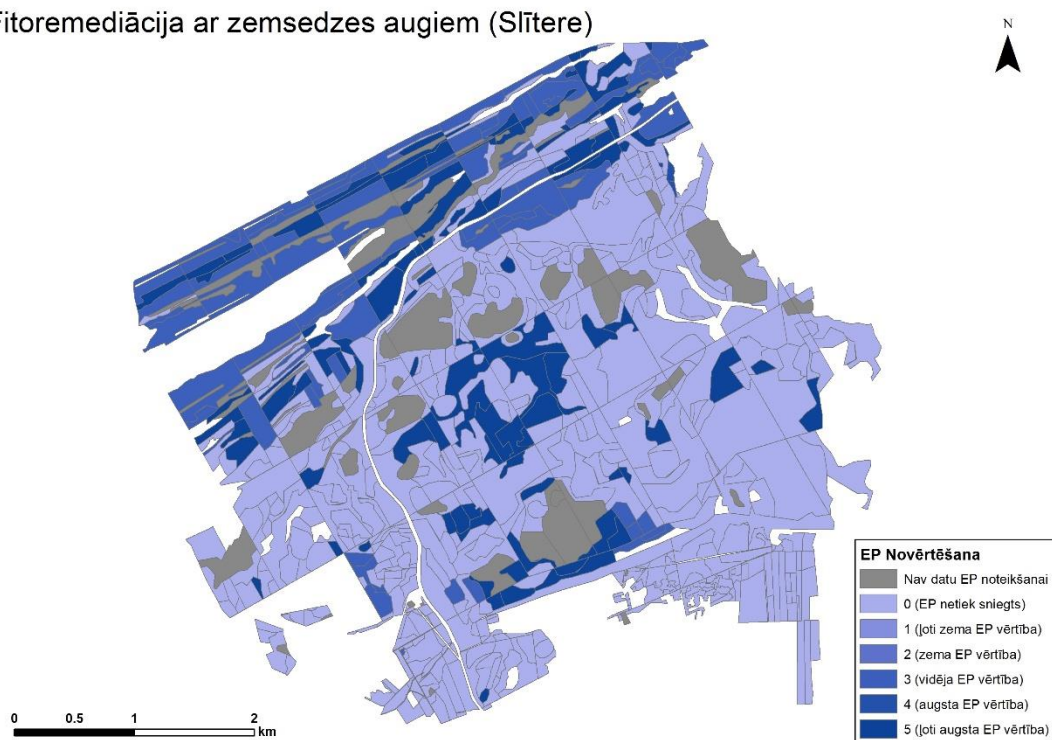 Fitoremediācija ar zemsedzes augiem (Slītere)
N
EP Novērtēšana
Nav datu EP noteikšanai
0 (EP netiek sniegts)
1 (ļoti zema EP vērtība)
2 (zema EP vērtība)
3 (vidēja EP vērtība)
4 (augsta EP vērtība)
5 (ļoti augsta EP vērtība)
0 0.5 1 2
km